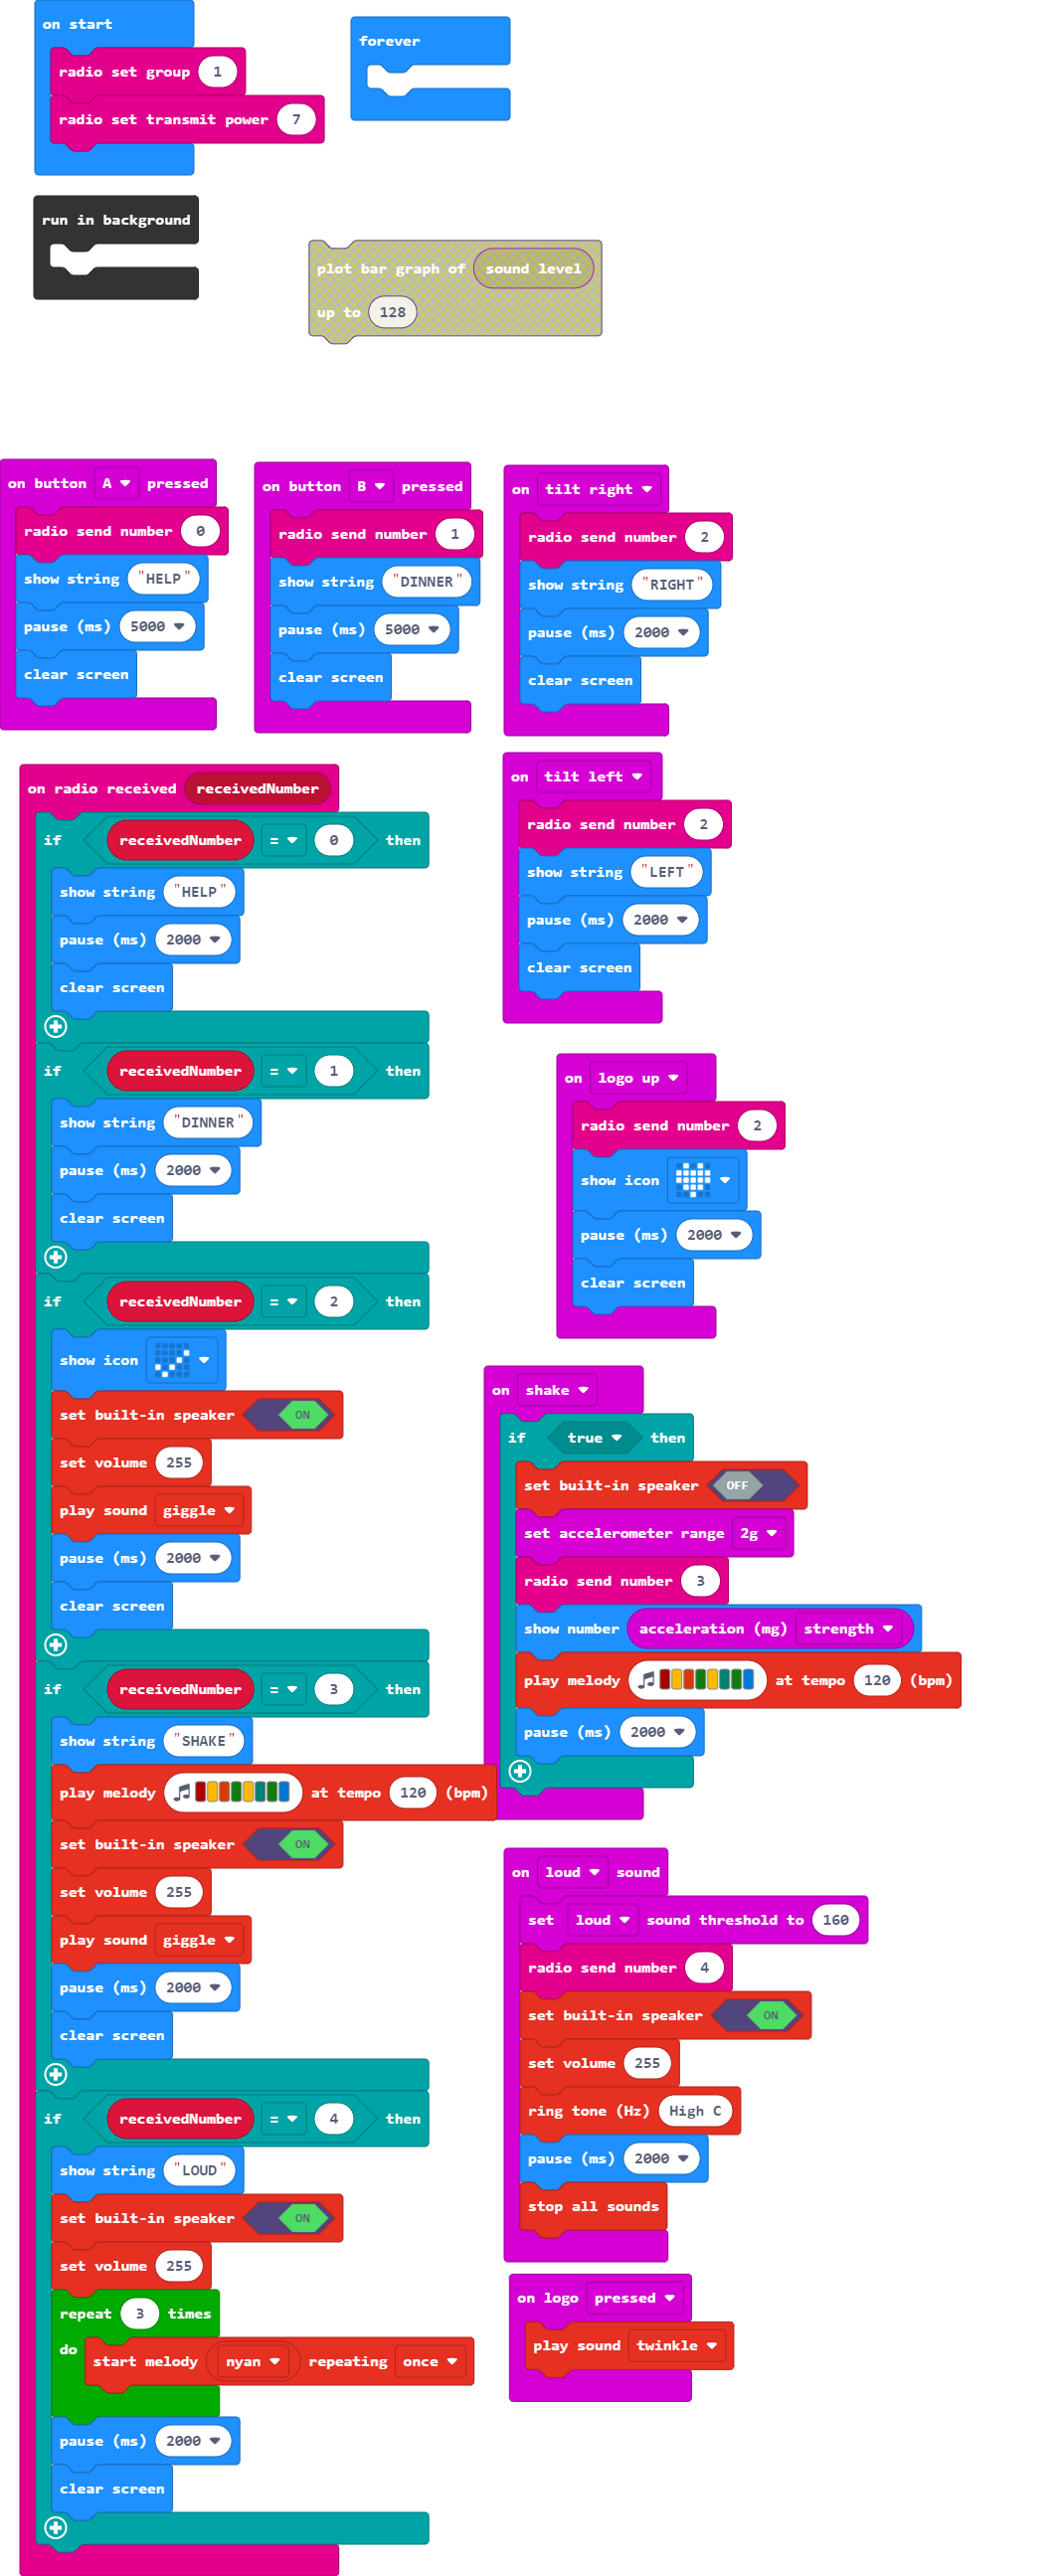 on start
radio set group 1
radio set transmit power 7
forever
run in background
plot bar graph of sound level
up to 128
on button A pressed
radio send number 0
show string "HELP"
pause (ms) 5000
clear screen
on button B pressed
radio send number 1
show string "DINNER"
pause (ms) 5000
clear screen
on tilt right
radio send number 2
show string "RIGHT"
pause (ms) 2000
clear screen
on radio received receivedNumber
if receivedNumber = 0 then
show string "HELP"
pause (ms) 2000
clear screen
if receivedNumber = 1 then
show string "DINNER"
pause (ms) 2000
clear screen
if receivedNumber = 2 then
show icon
set built-in speaker ON
set volume 255
play sound giggle
pause (ms) 2000
clear screen
if receivedNumber = 3 then
show string "SHAKE"
play melody at tempo 120 (bpm)
set built-in speaker ON
set volume 255
play sound giggle
pause (ms) 2000
clear screen
if receivedNumber = 4 then
show string "LOUD"
set built-in speaker ON
set volume 255
repeat 3 times
do
start melody nyan repeating once
pause (ms) 2000
clear screen
on tilt left
radio send number 2
show string "LEFT"
pause (ms) 2000
clear screen
on logo up
radio send number 2
show icon
pause (ms) 2000
clear screen
on shake
if true then
set built-in speaker OFF
set accelerometer range 2g
radio send number 3
show number acceleration (mg) strength
play melody at tempo 120 (bpm)
pause (ms) 2000
on loud sound
set loud sound threshold to 160
radio send number 4
set built-in speaker ON
set volume 255
ring tone (Hz) High C
pause (ms) 2000
stop all sounds
on logo pressed
play sound twinkle